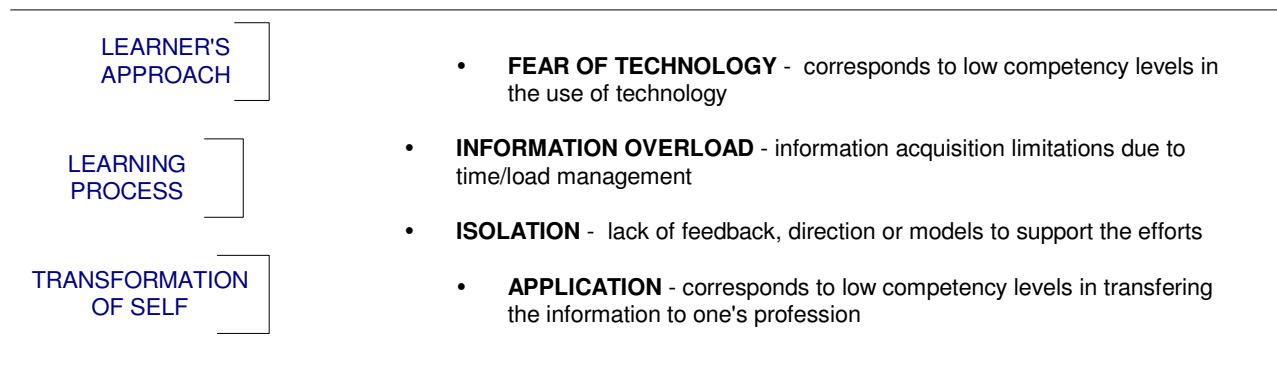 LEARNER'S
APPROACH
• FEAR OF TECHNOLOGY - corresponds to low competency levels in
the use of technology
LEARNING
PROCESS
• INFORMATION OVERLOAD - information acquisition limitations due to
time/load management
• ISOLATION - lack of feedback, direction or models to support the efforts
TRANSFORMATION
OF SELF
• APPLICATION - corresponds to low competency levels in transfering
the information to one's profession